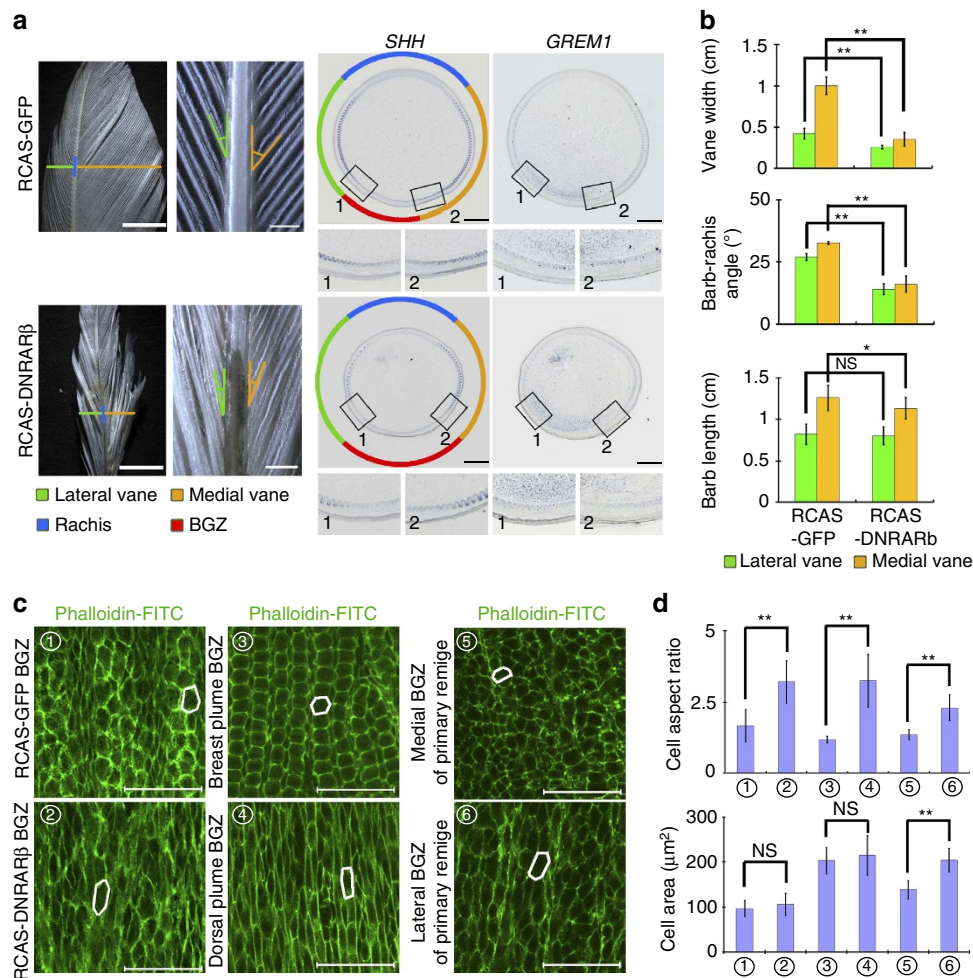 a
SHH
GREM1
RCAS-GFP
1
2
1
2
1
2
1
2
RCAS-DNRARβ
1
2
1
2
1
2
1
2
Lateral vane
Medial vane
Rachis
BGZ
b
Vane width (cm)
1.5
1
0.5
0
**
**
Barb-rachis
angle (°)
50
25
0
**
**
Barb length (cm)
1.5
1
0.5
0
NS
*
RCAS
-GFP
RCAS
-DNRARb
Lateral vane
Medial vane
c
Phalloidin-FITC
Phalloidin-FITC
Phalloidin-FITC
RCAS-GFP BGZ
①
Breast plume BGZ
③
Medial BGZ
of primary remige
⑤
RCAS-DNRARβ BGZ
②
Dorsal plume BGZ
④
Lateral BGZ
of primary remige
⑥
d
Cell aspect ratio
5
2.5
0
**
**
**
① ② ③ ④ ⑤ ⑥
Cell area (µm²)
300
200
100
0
NS
NS
**
① ② ③ ④ ⑤ ⑥